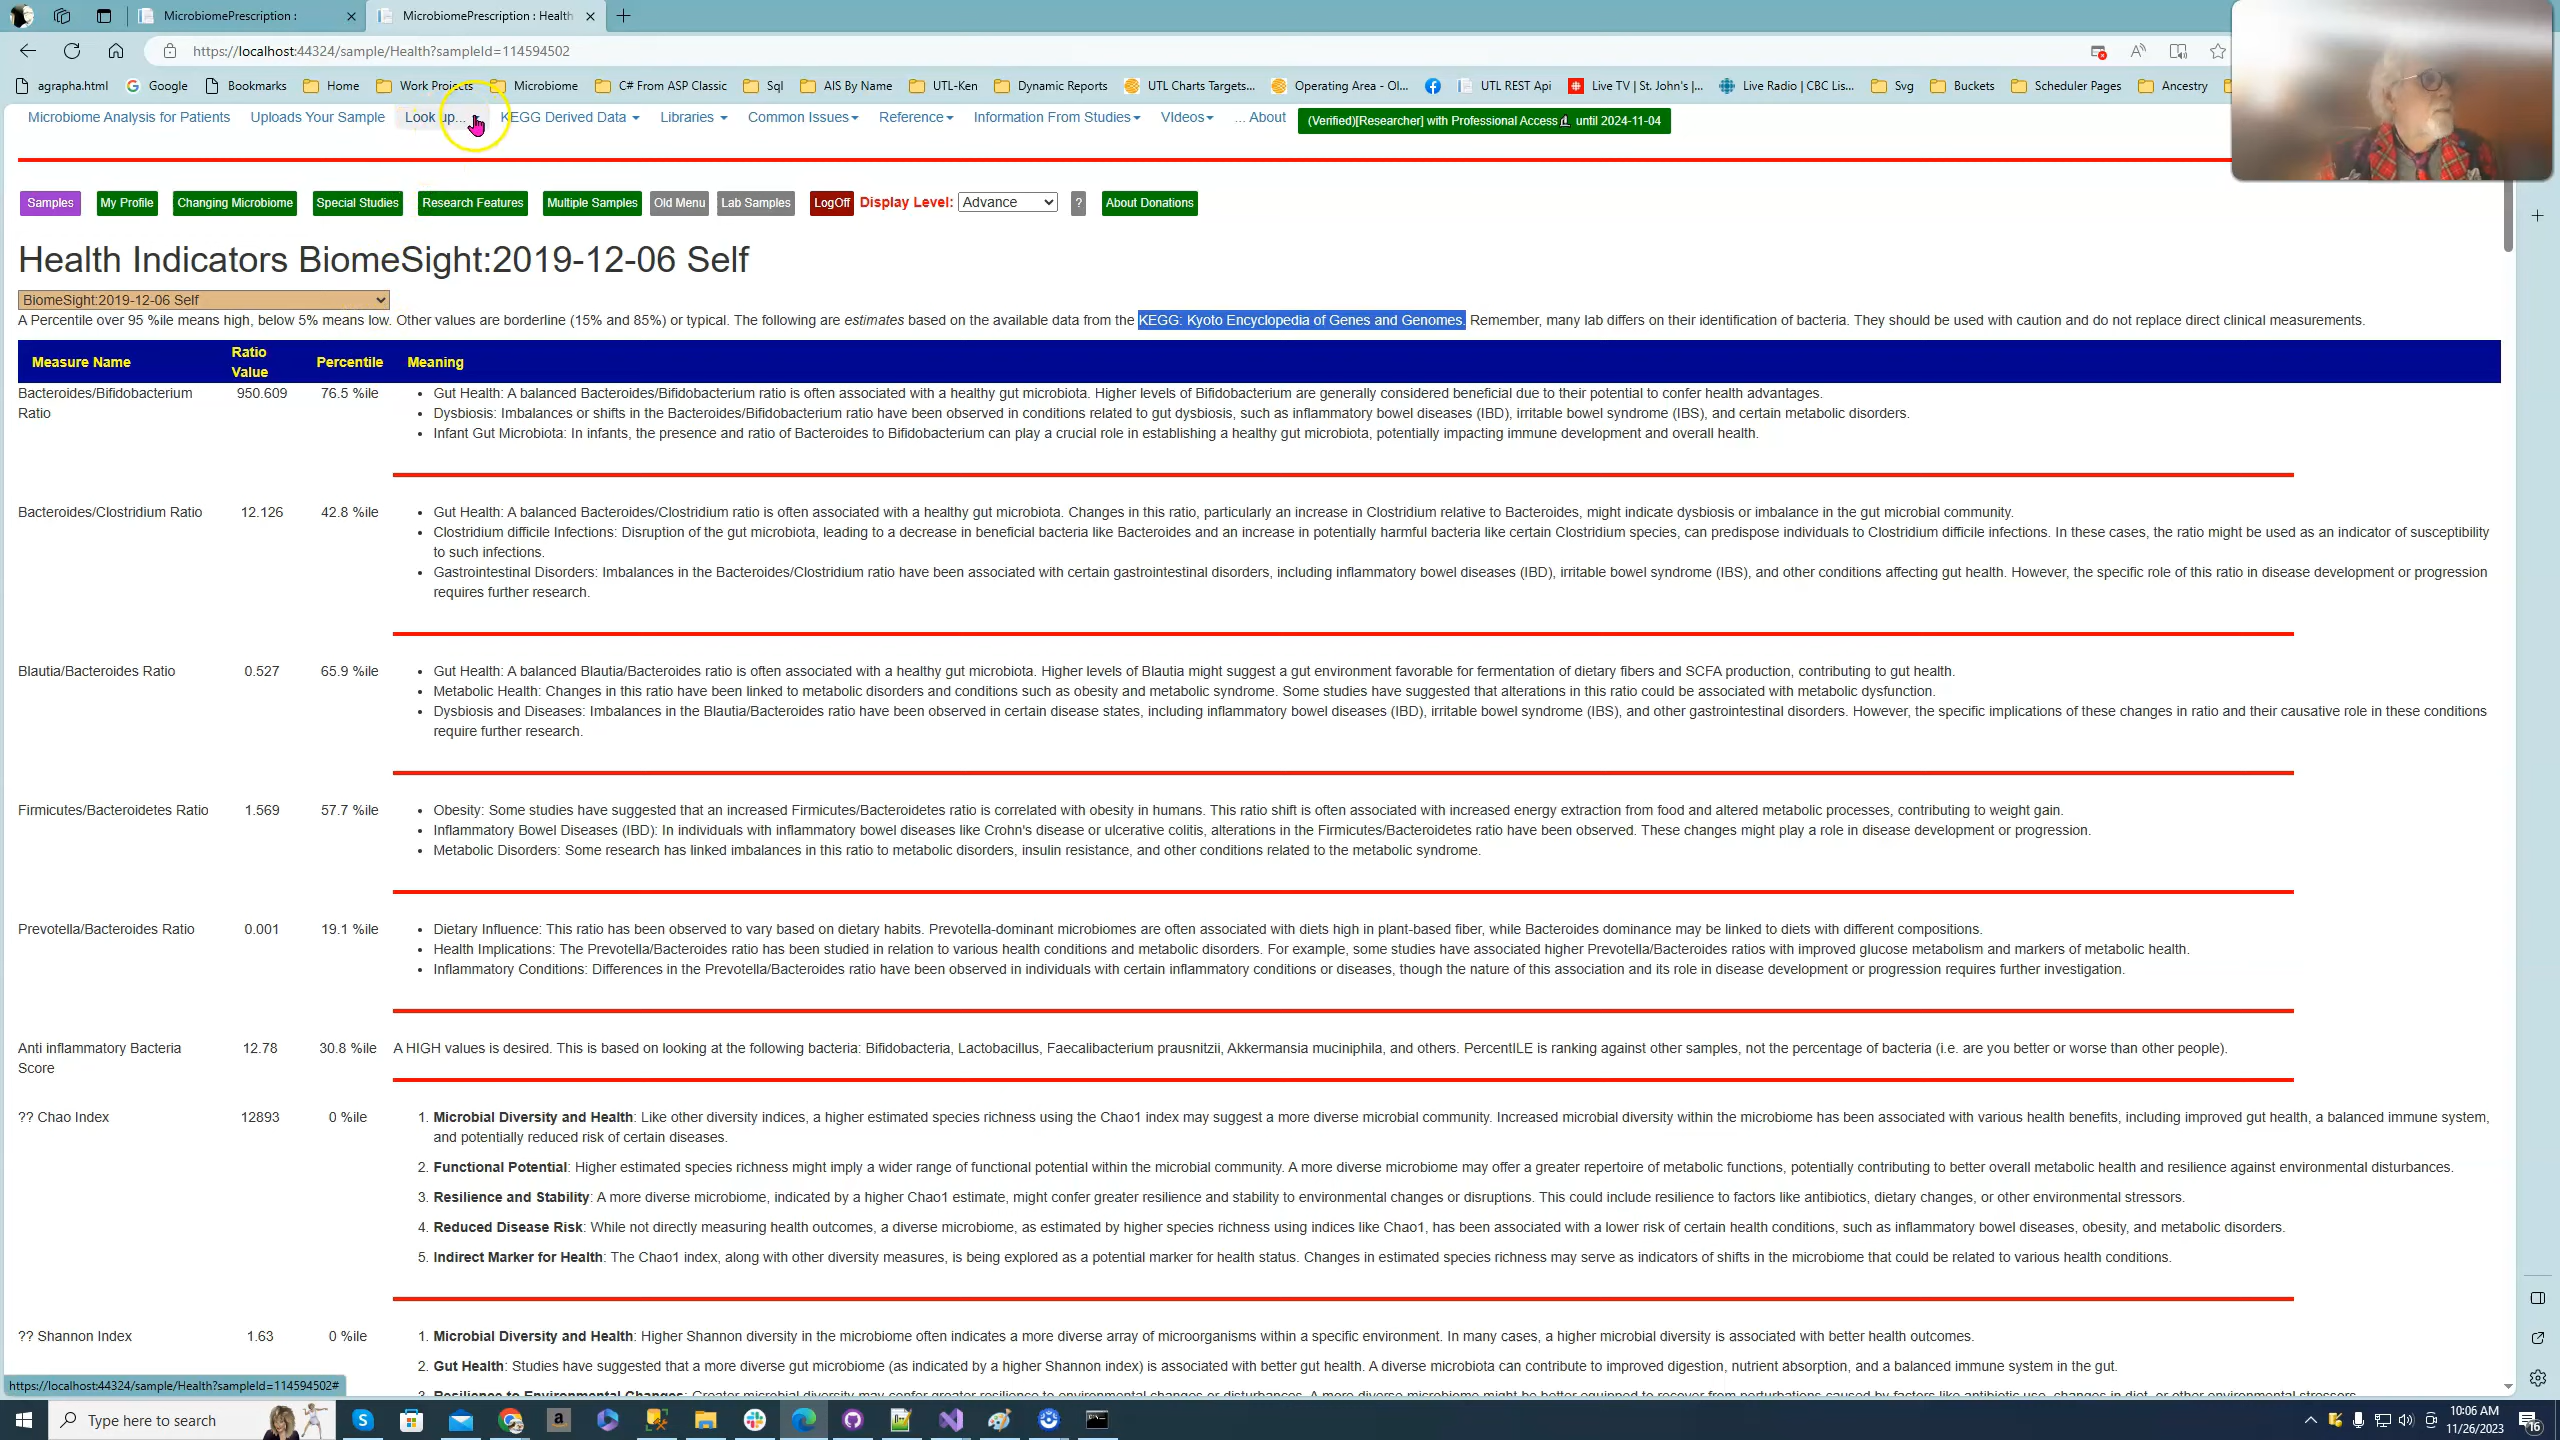 MicrobiomePrescription :
MicrobiomePrescription : Health
https://localhost:44324/sample/Health?sampleId=114594502
agrapha.html Google Bookmarks Home Work Projects Microbiome C# From ASP Classic Sql AIS By Name UTL-Ken Dynamic Reports UTL Charts Targets... Operating Area - Ol... UTL REST Api Live TV | St. John's |... Live Radio | CBC Lis... Svg Buckets Scheduler Pages Ancestry
Microbiome Analysis for Patients Uploads Your Sample Look up... KEGG Derived Data Libraries Common Issues Reference Information From Studies VIdeos ... About (Verified)[Researcher] with Professional Access until 2024-11-04
Samples My Profile Changing Microbiome Special Studies Research Features Multiple Samples Old Menu Lab Samples LogOff Display Level: Advance ? About Donations
Health Indicators BiomeSight:2019-12-06 Self
BiomeSight:2019-12-06 Self
A Percentile over 95 %ile means high, below 5% means low. Other values are borderline (15% and 85%) or typical. The following are estimates based on the available data from the KEGG: Kyoto Encyclopedia of Genes and Genomes. Remember, many lab differs on their identification of bacteria. They should be used with caution and do not replace direct clinical measurements.
Measure Name Ratio Value Percentile Meaning
Bacteroides/Bifidobacterium Ratio 950.609 76.5 %ile
• Gut Health: A balanced Bacteroides/Bifidobacterium ratio is often associated with a healthy gut microbiota. Higher levels of Bifidobacterium are generally considered beneficial due to their potential to confer health advantages.
• Dysbiosis: Imbalances or shifts in the Bacteroides/Bifidobacterium ratio have been observed in conditions related to gut dysbiosis, such as inflammatory bowel diseases (IBD), irritable bowel syndrome (IBS), and certain metabolic disorders.
• Infant Gut Microbiota: In infants, the presence and ratio of Bacteroides to Bifidobacterium can play a crucial role in establishing a healthy gut microbiota, potentially impacting immune development and overall health.
Bacteroides/Clostridium Ratio 12.126 42.8 %ile
• Gut Health: A balanced Bacteroides/Clostridium ratio is often associated with a healthy gut microbiota. Changes in this ratio, particularly an increase in Clostridium relative to Bacteroides, might indicate dysbiosis or imbalance in the gut microbial community.
• Clostridium difficile Infections: Disruption of the gut microbiota, leading to a decrease in beneficial bacteria like Bacteroides and an increase in potentially harmful bacteria like certain Clostridium species, can predispose individuals to Clostridium difficile infections. In these cases, the ratio might be used as an indicator of susceptibility
to such infections.
• Gastrointestinal Disorders: Imbalances in the Bacteroides/Clostridium ratio have been associated with certain gastrointestinal disorders, including inflammatory bowel diseases (IBD), irritable bowel syndrome (IBS), and other conditions affecting gut health. However, the specific role of this ratio in disease development or progression
requires further research.
Blautia/Bacteroides Ratio 0.527 65.9 %ile
• Gut Health: A balanced Blautia/Bacteroides ratio is often associated with a healthy gut microbiota. Higher levels of Blautia might suggest a gut environment favorable for fermentation of dietary fibers and SCFA production, contributing to gut health.
• Metabolic Health: Changes in this ratio have been linked to metabolic disorders and conditions such as obesity and metabolic syndrome. Some studies have suggested that alterations in this ratio could be associated with metabolic dysfunction.
• Dysbiosis and Diseases: Imbalances in the Blautia/Bacteroides ratio have been observed in certain disease states, including inflammatory bowel diseases (IBD), irritable bowel syndrome (IBS), and other gastrointestinal disorders. However, the specific implications of these changes in ratio and their causative role in these conditions
require further research.
Firmicutes/Bacteroidetes Ratio 1.569 57.7 %ile
• Obesity: Some studies have suggested that an increased Firmicutes/Bacteroidetes ratio is correlated with obesity in humans. This ratio shift is often associated with increased energy extraction from food and altered metabolic processes, contributing to weight gain.
• Inflammatory Bowel Diseases (IBD): In individuals with inflammatory bowel diseases like Crohn's disease or ulcerative colitis, alterations in the Firmicutes/Bacteroidetes ratio have been observed. These changes might play a role in disease development or progression.
• Metabolic Disorders: Some research has linked imbalances in this ratio to metabolic disorders, insulin resistance, and other conditions related to the metabolic syndrome.
Prevotella/Bacteroides Ratio 0.001 19.1 %ile
• Dietary Influence: This ratio has been observed to vary based on dietary habits. Prevotella-dominant microbiomes are often associated with diets high in plant-based fiber, while Bacteroides dominance may be linked to diets with different compositions.
• Health Implications: The Prevotella/Bacteroides ratio has been studied in relation to various health conditions and metabolic disorders. For example, some studies have associated higher Prevotella/Bacteroides ratios with improved glucose metabolism and markers of metabolic health.
• Inflammatory Conditions: Differences in the Prevotella/Bacteroides ratio have been observed in individuals with certain inflammatory conditions or diseases, though the nature of this association and its role in disease development or progression requires further investigation.
Anti inflammatory Bacteria Score 12.78 30.8 %ile A HIGH values is desired. This is based on looking at the following bacteria: Bifidobacteria, Lactobacillus, Faecalibacterium prausnitzii, Akkermansia muciniphila, and others. PercentILE is ranking against other samples, not the percentage of bacteria (i.e. are you better or worse than other people).
?? Chao Index 12893 0 %ile
1. Microbial Diversity and Health: Like other diversity indices, a higher estimated species richness using the Chao1 index may suggest a more diverse microbial community. Increased microbial diversity within the microbiome has been associated with various health benefits, including improved gut health, a balanced immune system,
and potentially reduced risk of certain diseases.
2. Functional Potential: Higher estimated species richness might imply a wider range of functional potential within the microbial community. A more diverse microbiome may offer a greater repertoire of metabolic functions, potentially contributing to better overall metabolic health and resilience against environmental disturbances.
3. Resilience and Stability: A more diverse microbiome, indicated by a higher Chao1 estimate, might confer greater resilience and stability to environmental changes or disruptions. This could include resilience to factors like antibiotics, dietary changes, or other environmental stressors.
4. Reduced Disease Risk: While not directly measuring health outcomes, a diverse microbiome, as estimated by higher species richness using indices like Chao1, has been associated with a lower risk of certain health conditions, such as inflammatory bowel diseases, obesity, and metabolic disorders.
5. Indirect Marker for Health: The Chao1 index, along with other diversity measures, is being explored as a potential marker for health status. Changes in estimated species richness may serve as indicators of shifts in the microbiome that could be related to various health conditions.
?? Shannon Index 1.63 0 %ile
1. Microbial Diversity and Health: Higher Shannon diversity in the microbiome often indicates a more diverse array of microorganisms within a specific environment. In many cases, a higher microbial diversity is associated with better health outcomes.
2. Gut Health: Studies have suggested that a more diverse gut microbiome (as indicated by a higher Shannon index) is associated with better gut health. A diverse microbiota can contribute to improved digestion, nutrient absorption, and a balanced immune system in the gut.
3. Resilience to Environmental Changes: Greater microbial diversity may confer greater resilience to environmental changes or disturbances. A more diverse microbiome might be better equipped to recover from perturbations caused by factors like antibiotic use, changes in diet, or other environmental stressors.
https://localhost:44324/sample/Health?sampleId=114594502#
Type here to search
10:06 AM
11/26/2023
16